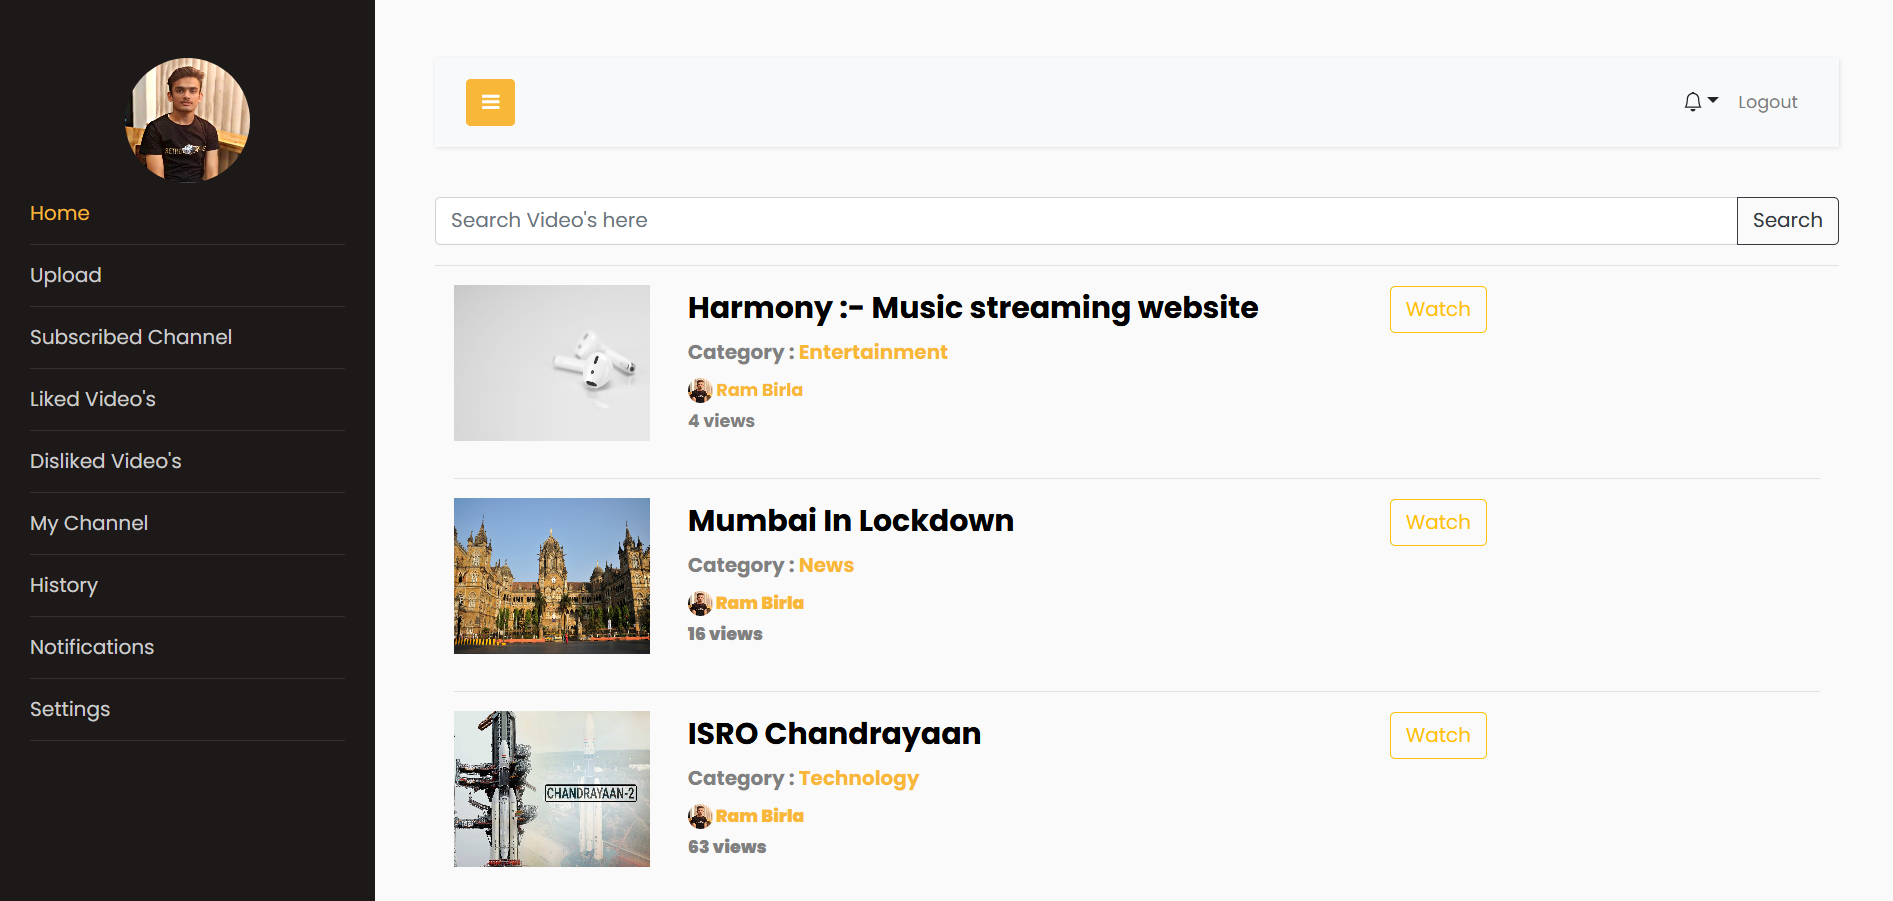 Home
Upload
Subscribed Channel
Liked Video's
Disliked Video's
My Channel
History
Notifications
Settings
Logout
Search Video's here
Search
Harmony :- Music streaming website
Watch
Category : Entertainment
Ram Birla
4 views
Mumbai In Lockdown
Watch
Category : News
Ram Birla
16 views
ISRO Chandrayaan
Watch
Category : Technology
CHANDRAYAAN-2
Ram Birla
63 views